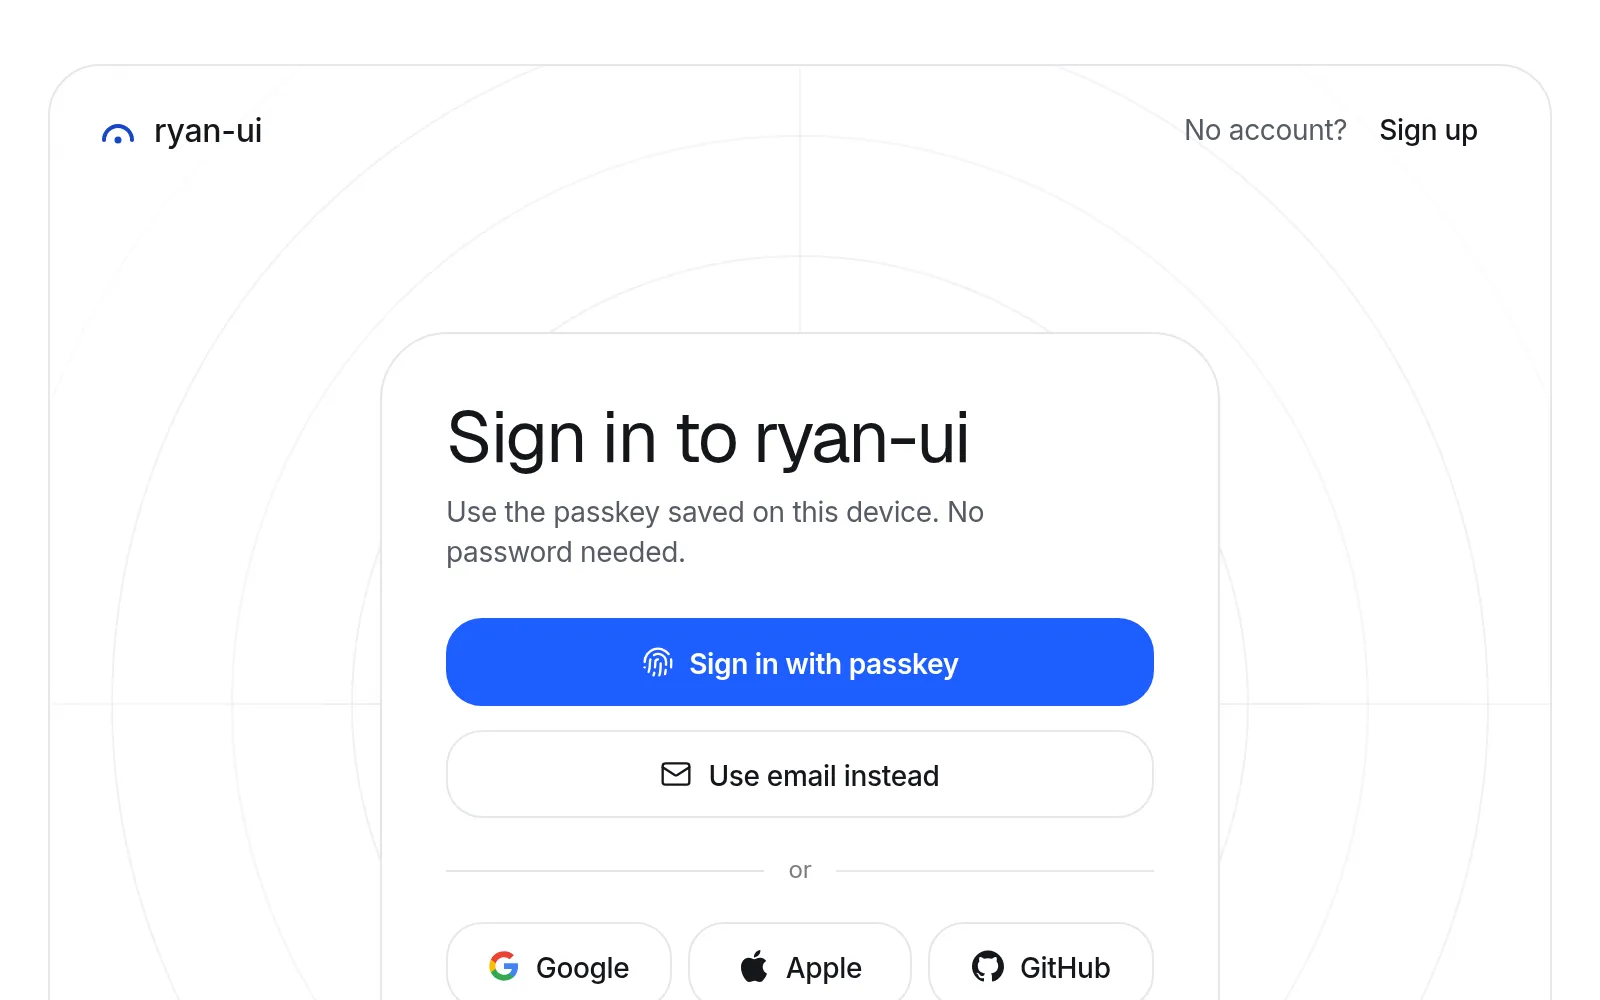 ryan-ui
No account? Sign up
Sign in to ryan-ui
Use the passkey saved on this device. No
password needed.
Sign in with passkey
Use email instead
or
Google
Apple
GitHub